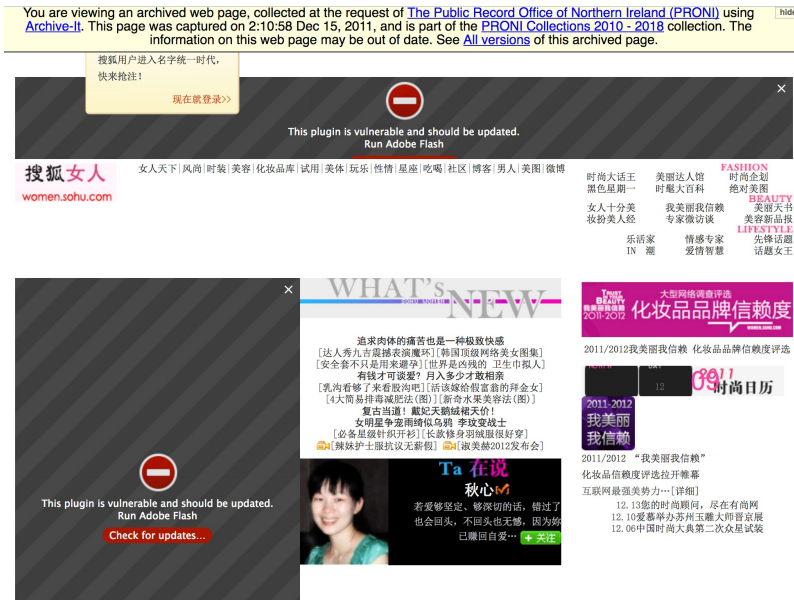 You are viewing an archived web page, collected at the request of The Public Record Office of Northern Ireland (PRONI) using
Archive-It. This page was captured on 2:10:58 Dec 15, 2011, and is part of the PRONI Collections 2010 - 2018 collection. The
information on this web page may be out of date. See All versions of this archived page.
hide
搜狐用户进入名字统一时代，
快来抢注！
现在就登录>>
This plugin is vulnerable and should be updated.
Run Adobe Flash
搜狐女人
women.sohu.com
女人天下|风尚|时装|美容|化妆品库|试用|美体|玩乐|性情|星座|吃喝|社区|博客|男人|美图|微博
FASHION
时尚大话王 美丽达人馆 时尚企划
黑色星期一 时髦大百科 绝对美图
BEAUTY
女人十分美 我美丽我信赖 美丽天书
妆扮美人经 专家微访谈 美容新品报
LIFESTYLE
乐活家 情感专家 先锋话题
IN 潮 爱情智慧 话题女王
This plugin is vulnerable and should be updated.
Run Adobe Flash
Check for updates...
WHAT's NEW
SOHU WOMEN
追求肉体的痛苦也是一种极致快感
[达人秀九吉震撼表演魔环][韩国顶级网络美女图集]
[安全套不只是用来避孕][世界是凶残的 卫生巾拟人]
有钱才可谈爱？月入多少才敢相亲
[乳沟看够了来看股沟吧][活该嫁给假富翁的拜金女]
[4大简易排毒减肥法(图)][新奇水果美容法(图)]
复古当道！戴妃天鹅绒裙天价！
女明星争宠雨绮似乌鸦 李玟变战士
[必备星级针织开衫][长款修身羽绒服很好穿]
[辣妹护士服抗议无薪假] [淑美赫2012发布会]
Ta 在说
秋心
若爱够坚定、够深切的话，错过了
也会回头，不回头也无憾，因为
已赚回自爱…
+ 关注
TRUST IN YOUR BEAUTY
我美丽我信赖
2011-2012
大型网络调查评选
化妆品品牌信赖度
WOMEN.SOHU.COM
2011/2012我美丽我信赖 化妆品品牌信赖度评选
DAY
12
09
2011
时尚日历
2011-2012
我美丽
我信赖
2011/2012 “我美丽我信赖”
化妆品信赖度评选拉开帷幕
互联网最强美势力…[详细]
12.13您的时尚顾问，尽在有尚网
12.10爱慕举办苏州玉雕大师晋京展
12.06中国时尚大典第二次众星试装